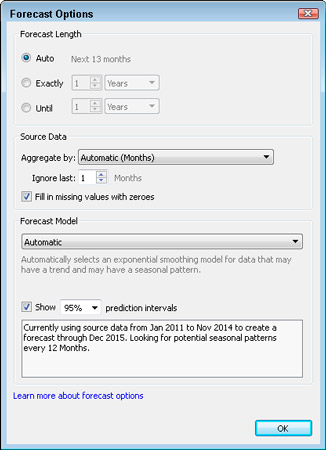 Forecast Options
Forecast Length
Auto Next 13 months
Exactly 1 Years
Until 1 Years
Source Data
Aggregate by: Automatic (Months)
Ignore last: 1 Months
Fill in missing values with zeroes
Forecast Model
Automatic
Automatically selects an exponential smoothing model for data that may
have a trend and may have a seasonal pattern.
Show 95% prediction intervals
Currently using source data from Jan 2011 to Nov 2014 to create a
forecast through Dec 2015. Looking for potential seasonal patterns
every 12 Months.
Learn more about forecast options
OK